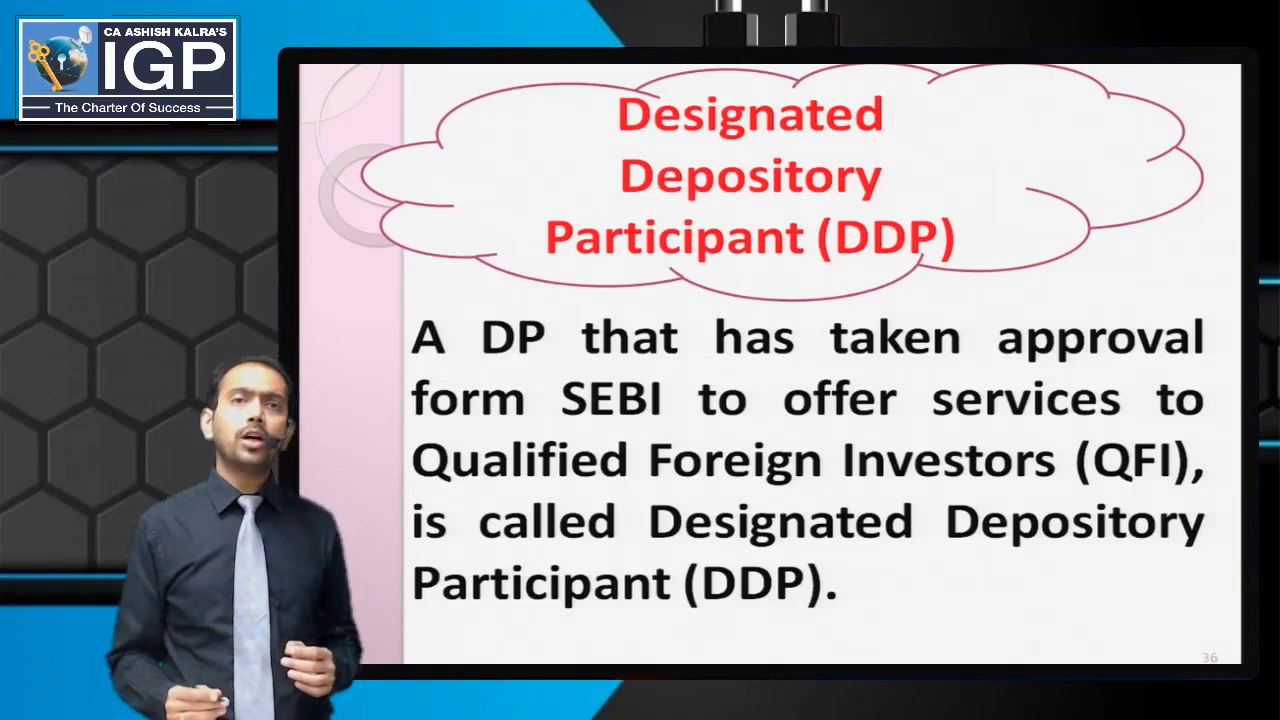 CA ASHISH KALRA'S
IGP
The Charter Of Success
Designated
Depository
Participant (DDP)
A DP that has taken approval
form SEBI to offer services to
Qualified Foreign Investors (QFI),
is called Designated Depository
Participant (DDP).
36